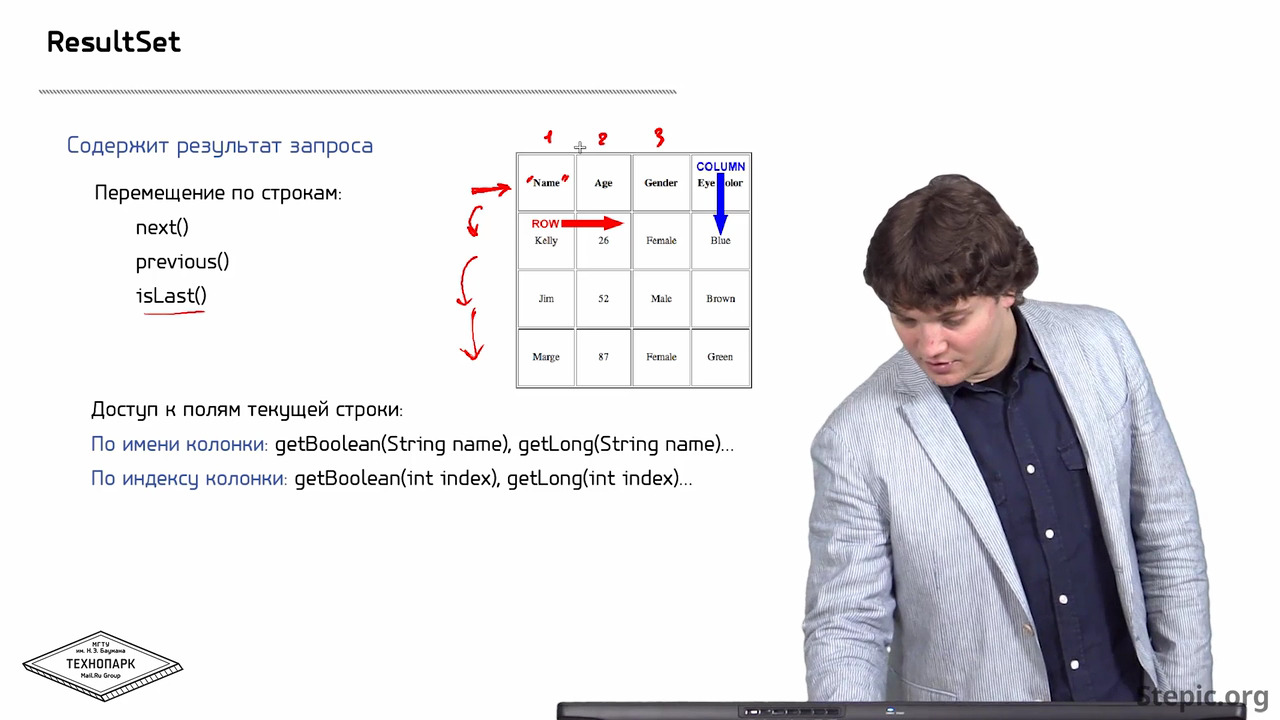 ResultSet
Содержит результат запроса
Перемещение по строкам:
next()
previous()
isLast()
1 2 3
COLUMN
"Name" Age Gender Eye Color
ROW
Kelly 26 Female Blue
Jim 52 Male Brown
Marge 87 Female Green
Доступ к полям текущей строки:
По имени колонки: getBoolean(String name), getLong(String name)...
По индексу колонки: getBoolean(int index), getLong(int index)...
МГТУ
им. Н.Э. Баумана
ТЕХНОПАРК
Mail.Ru Group
Stepic.org